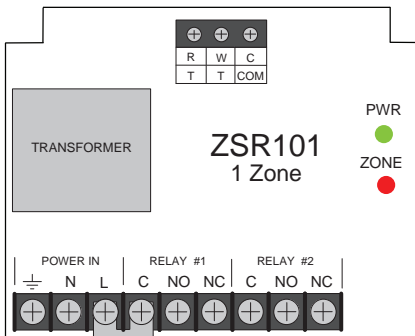 R W C
T T COM
PWR
TRANSFORMER
ZSR101
1 Zone
ZONE
POWER IN RELAY #1 RELAY #2
N L C NO NC C NO NC